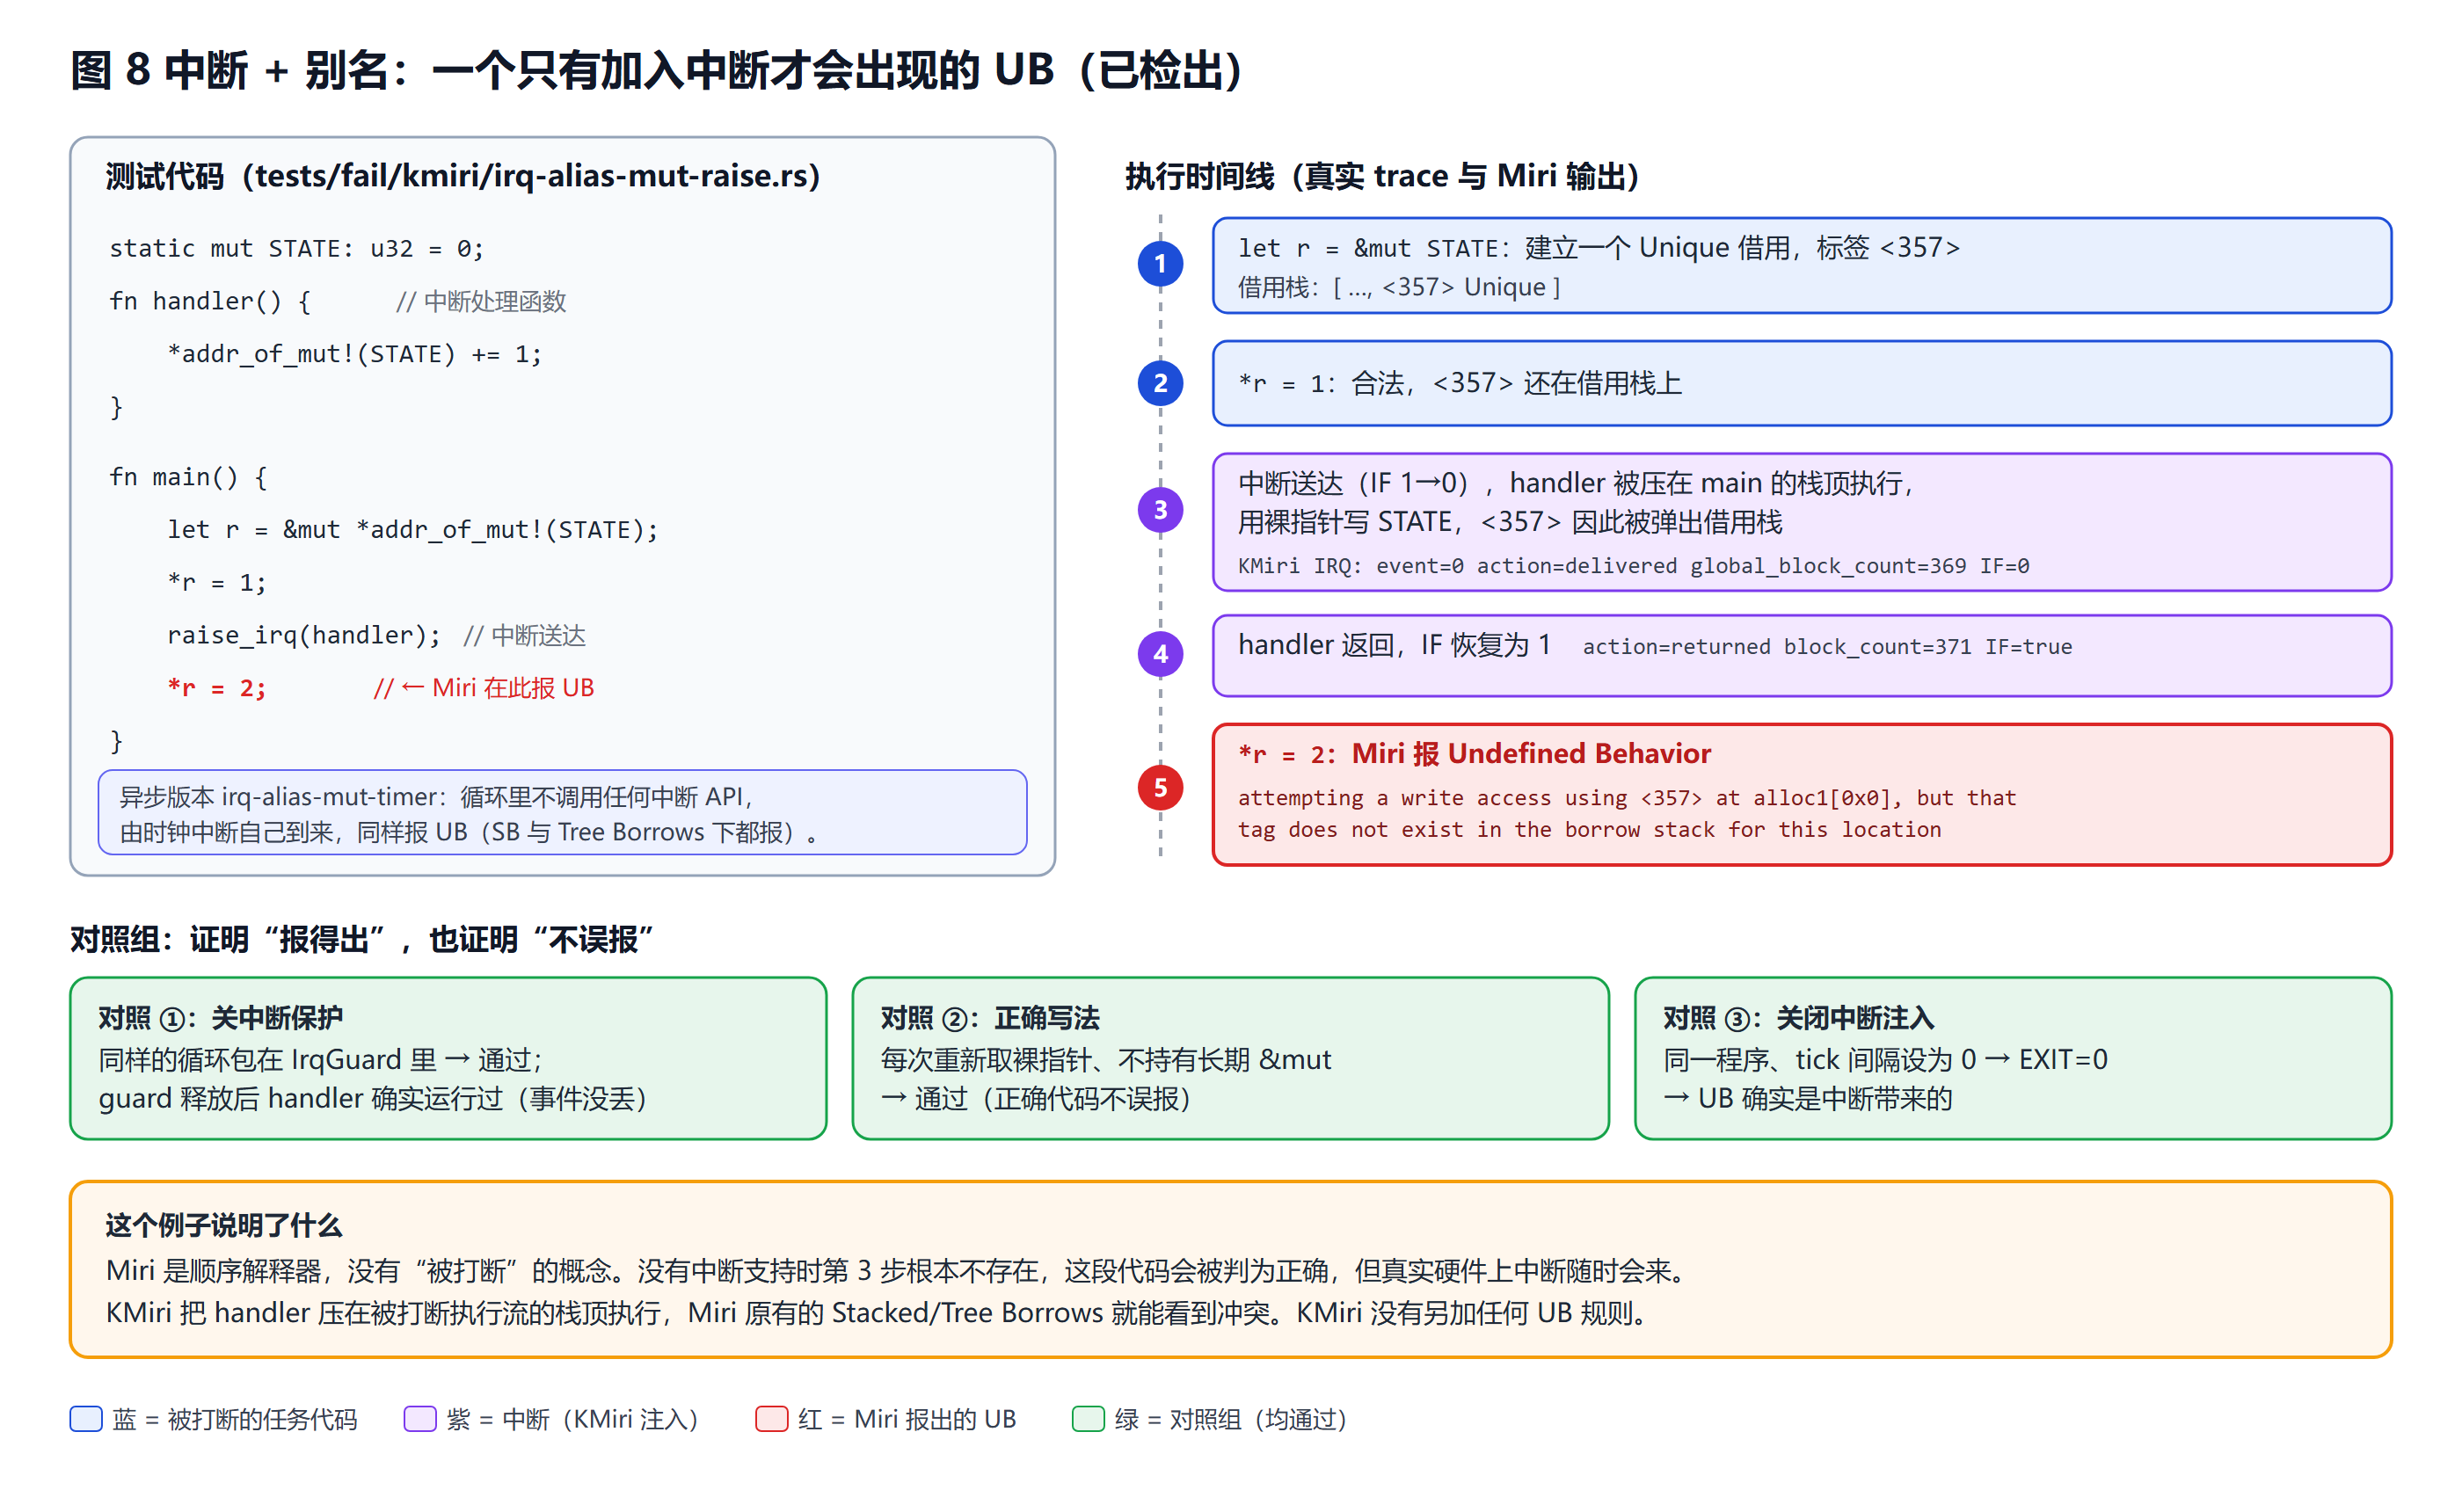 图 8 中断 + 别名：一个只有加入中断才会出现的 UB（已检出）
测试代码（tests/fail/kmiri/irq-alias-mut-raise.rs）
static mut STATE: u32 = 0;
fn handler() { // 中断处理函数
*addr_of_mut!(STATE) += 1;
}
fn main() {
let r = &mut *addr_of_mut!(STATE);
*r = 1;
raise_irq(handler); // 中断送达
*r = 2; // ← Miri 在此报 UB
}
异步版本 irq-alias-mut-timer：循环里不调用任何中断 API，
由时钟中断自己到来，同样报 UB（SB 与 Tree Borrows 下都报）。
执行时间线（真实 trace 与 Miri 输出）
1
let r = &mut STATE：建立一个 Unique 借用，标签 <357>
借用栈：[ ..., <357> Unique ]
2
*r = 1：合法，<357> 还在借用栈上
3
中断送达（IF 1→0），handler 被压在 main 的栈顶执行，
用裸指针写 STATE，<357> 因此被弹出借用栈
KMiri IRQ: event=0 action=delivered global_block_count=369 IF=0
4
handler 返回，IF 恢复为 1 action=returned block_count=371 IF=true
5
*r = 2：Miri 报 Undefined Behavior
attempting a write access using <357> at alloc1[0x0], but that
tag does not exist in the borrow stack for this location
对照组：证明“报得出”，也证明“不误报”
对照 ①：关中断保护
同样的循环包在 IrqGuard 里 → 通过；
guard 释放后 handler 确实运行过（事件没丢）
对照 ②：正确写法
每次重新取裸指针、不持有长期 &mut
→ 通过（正确代码不误报）
对照 ③：关闭中断注入
同一程序、tick 间隔设为 0 → EXIT=0
→ UB 确实是中断带来的
这个例子说明了什么
Miri 是顺序解释器，没有“被打断”的概念。没有中断支持时第 3 步根本不存在，这段代码会被判为正确，但真实硬件上中断随时会来。
KMiri 把 handler 压在被打断执行流的栈顶执行，Miri 原有的 Stacked/Tree Borrows 就能看到冲突。KMiri 没有另加任何 UB 规则。
蓝 = 被打断的任务代码
紫 = 中断（KMiri 注入）
红 = Miri 报出的 UB
绿 = 对照组（均通过）